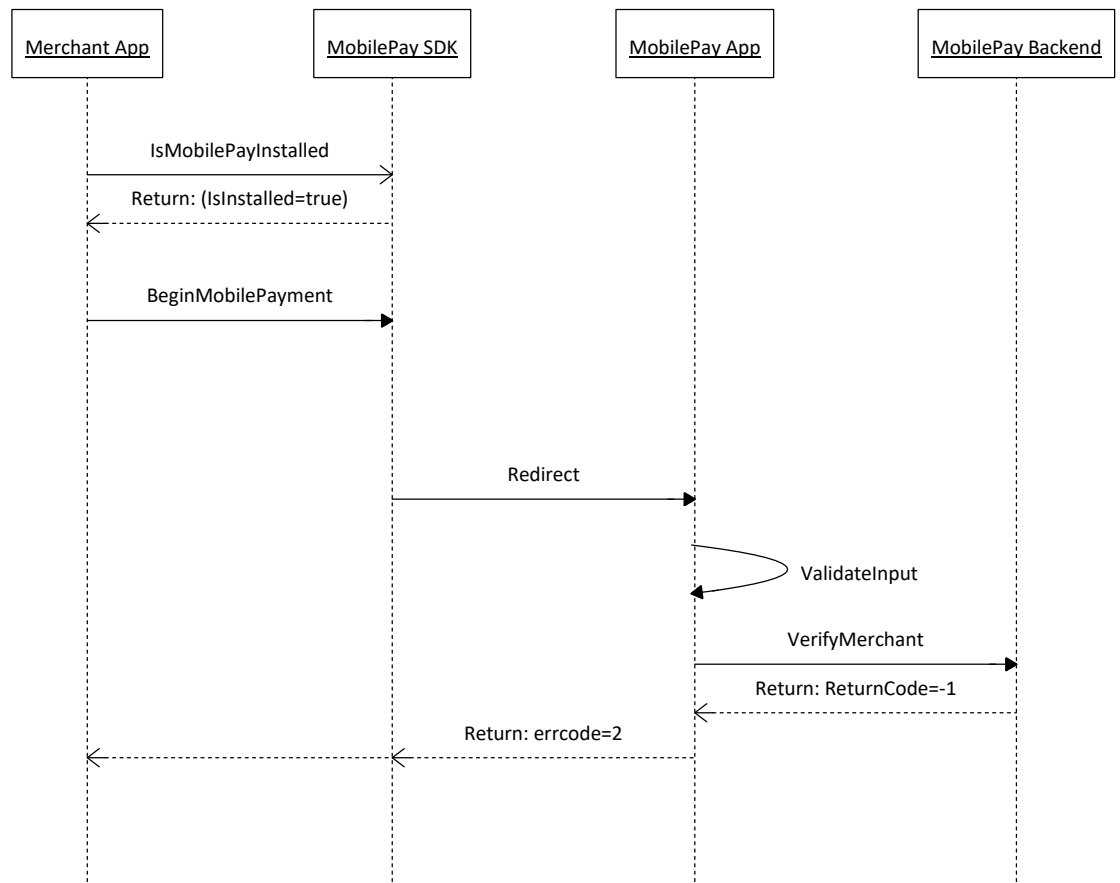 Merchant App
MobilePay SDK
MobilePay App
MobilePay Backend
IsMobilePayInstalled
Return: (IsInstalled=true)
BeginMobilePayment
Redirect
ValidateInput
VerifyMerchant
Return: ReturnCode=-1
Return: errcode=2